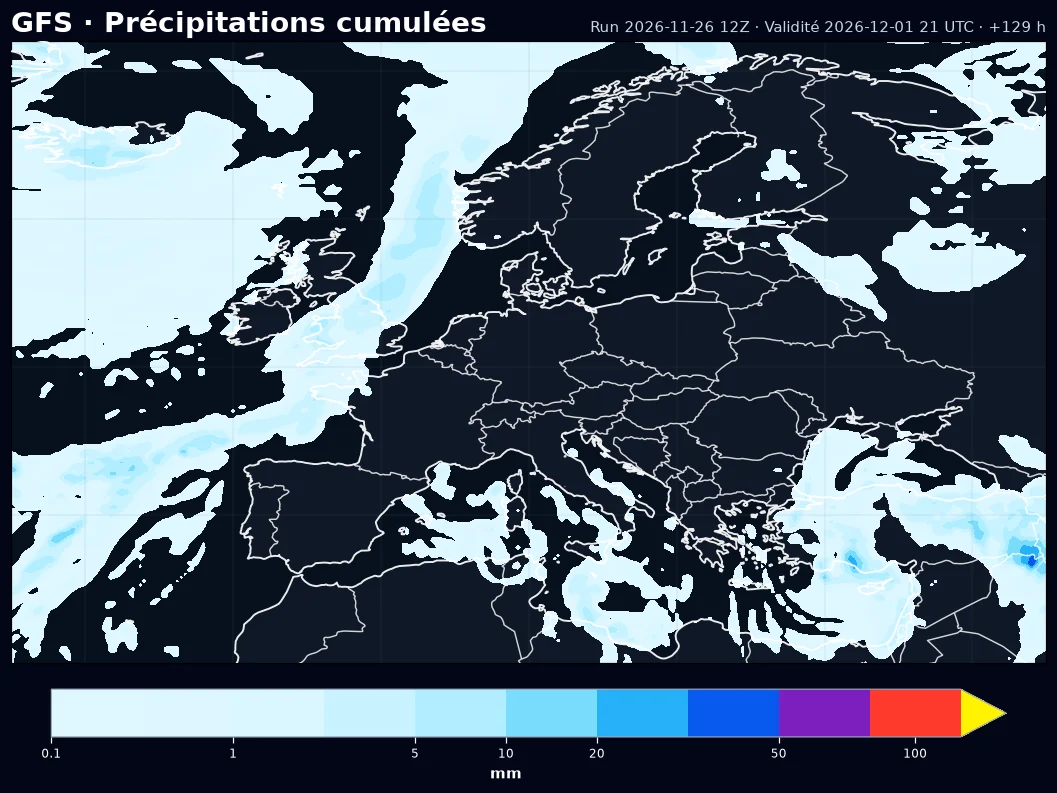 GFS · Précipitations cumulées
Run 2026-11-26 12Z · Validité 2026-12-01 21 UTC · +129 h
0.1 1 5 10 20 50 100
mm